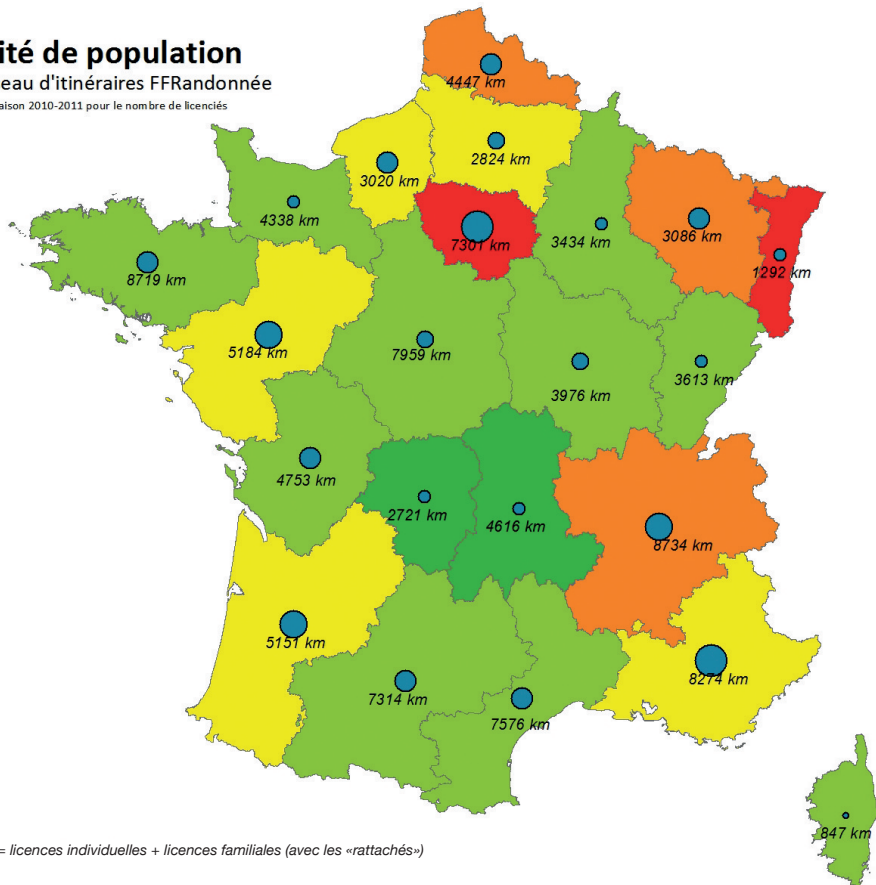 ité de population
eau d'itinéraires FFRandonnée
aison 2010-2011 pour le nombre de licenciés
4447 km
2824 km
3020 km
4338 km
7301 km
3434 km
3086 km
1292 km
8719 km
5184 km
7959 km
3976 km
3613 km
4753 km
2721 km
4616 km
8734 km
5151 km
8274 km
7314 km
7576 km
847 km
= licences individuelles + licences familiales (avec les «rattachés»)